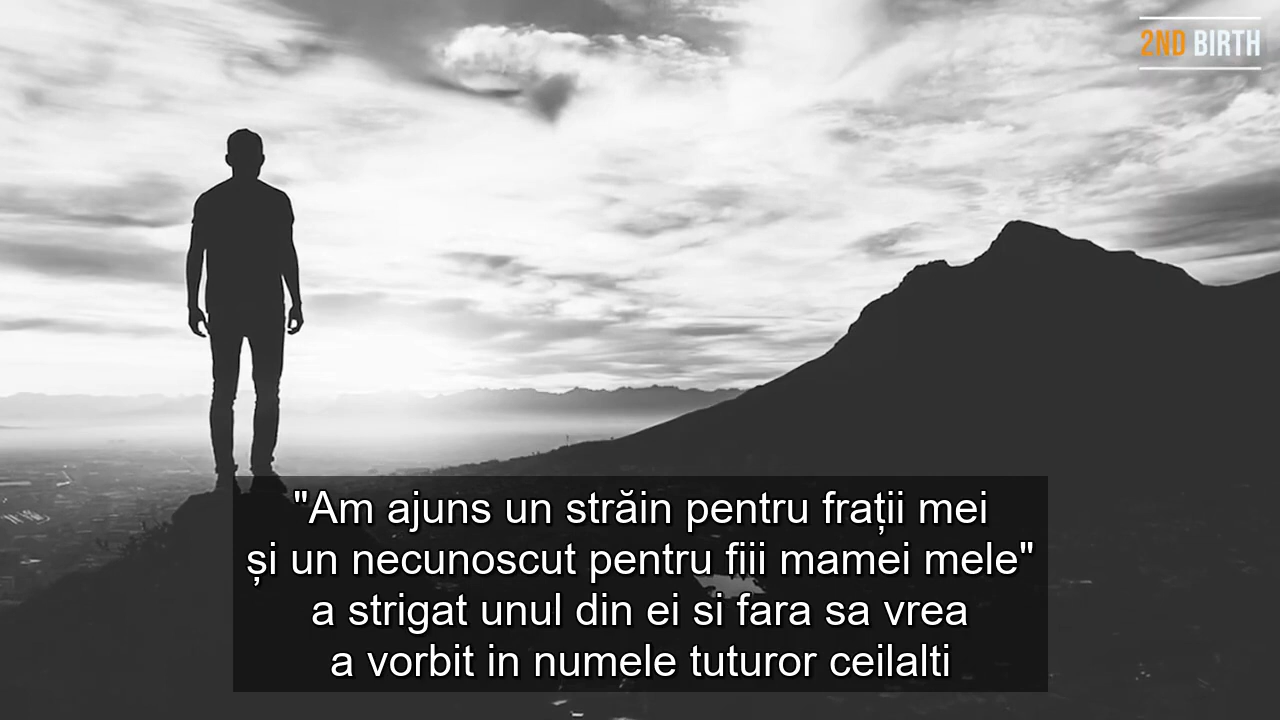 2ND BIRTH
"Am ajuns un străin pentru frații mei
și un necunoscut pentru fiii mamei mele"
a strigat unul din ei si fara sa vrea
a vorbit in numele tuturor ceilalti